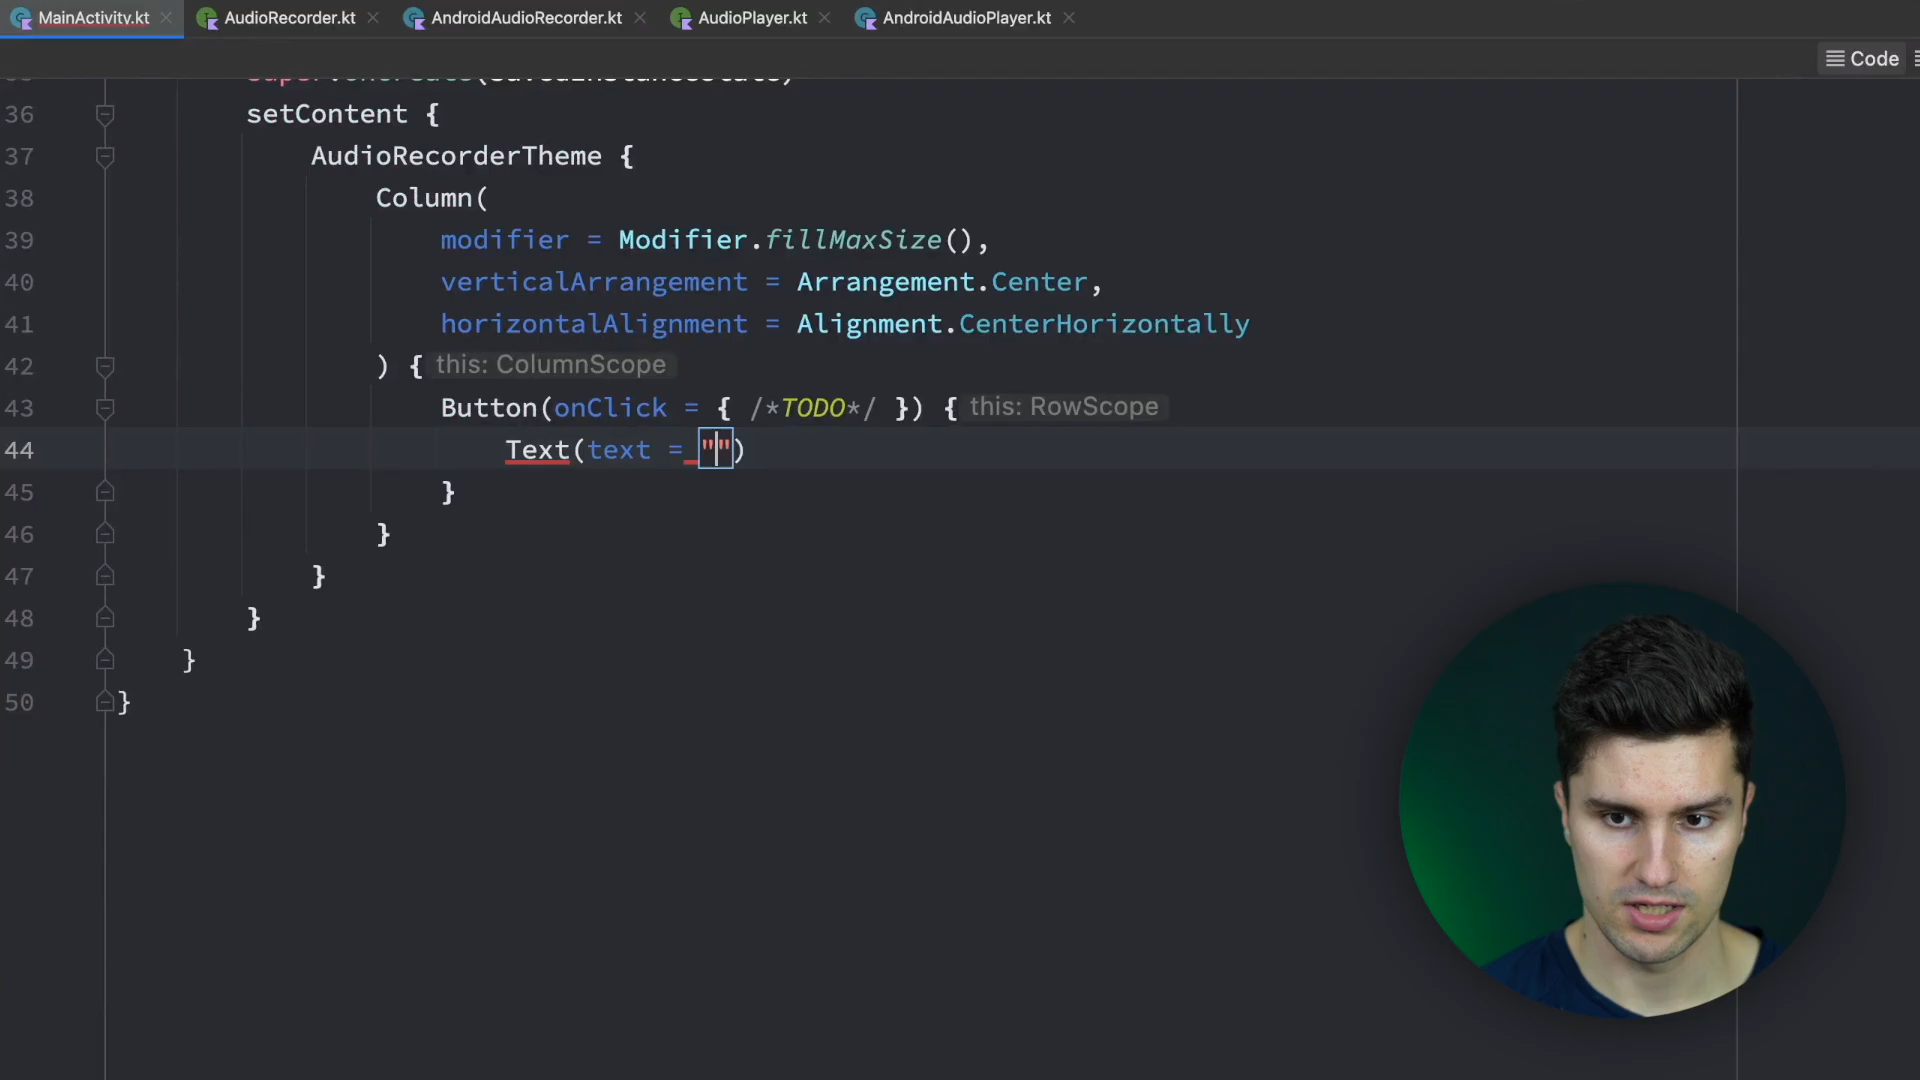 MainActivity.kt AudioRecorder.kt AndroidAudioRecorder.kt AudioPlayer.kt AndroidAudioPlayer.kt
Code
36 setContent {
37 AudioRecorderTheme {
38 Column(
39 modifier = Modifier.fillMaxSize(),
40 verticalArrangement = Arrangement.Center,
41 horizontalAlignment = Alignment.CenterHorizontally
42 ) { this: ColumnScope
43 Button(onClick = { /*TODO*/ }) { this: RowScope
44 Text(text = "")
45 }
46 }
47 }
48 }
49 }
50 }